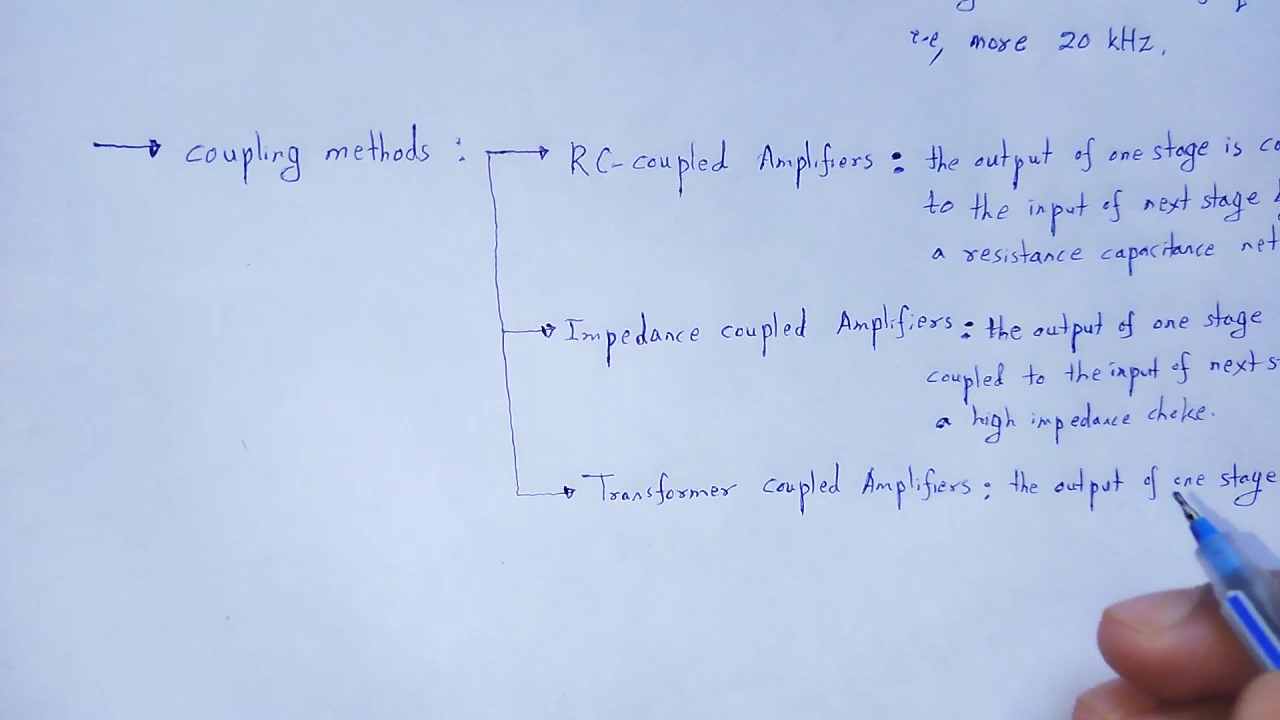 i.e, more 20 kHz.
coupling methods : RC-coupled Amplifiers : the output of one stage is
to the input of next stage
a resistance capacitance
Impedance coupled Amplifiers : the output of one stage
coupled to the input of next
a high impedance choke.
Transformer coupled Amplifiers : the output of one stage